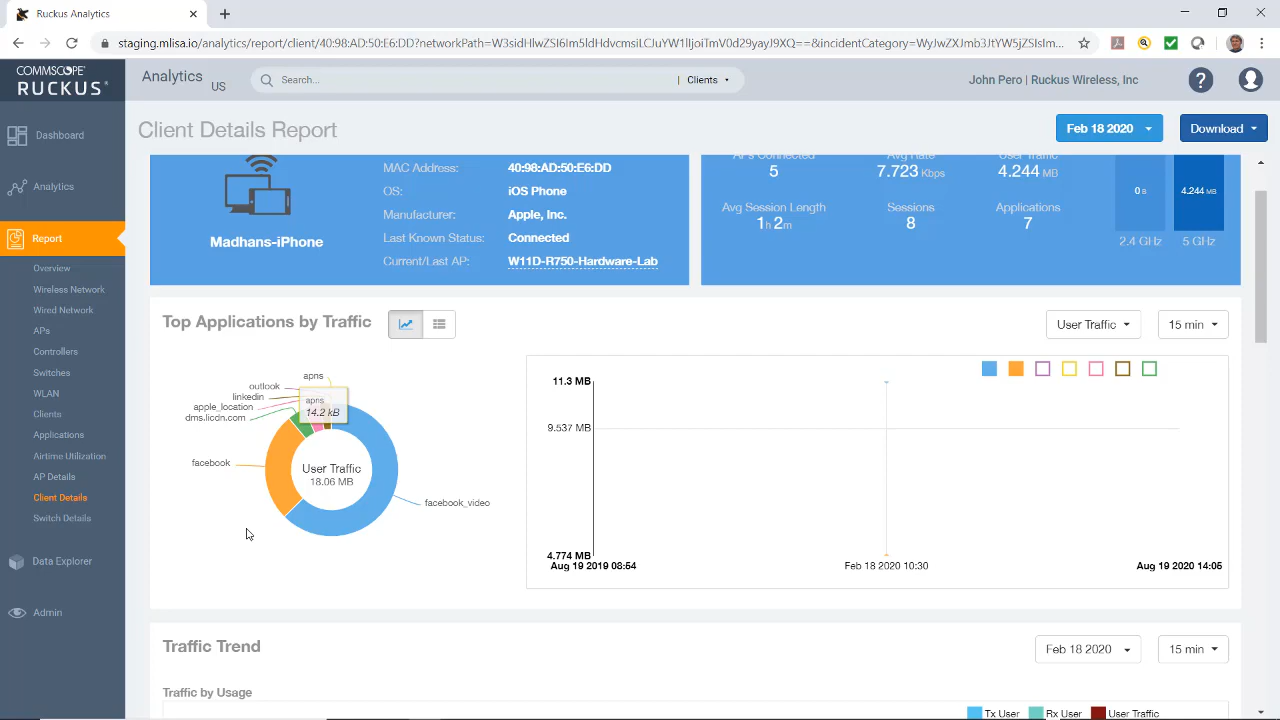 Ruckus Analytics
staging.mlisa.io/report/client/40:98:AD:50:E6:DD?networkPath=W3sidHlwZSI6Im5ldHdvcmsiLCJuYW1lIjoiTmV0d29yayJ9XQ==&incidentCategory=WyJwZXJmb3JtYW5jZSIsIm...
COMMSCOPE
RUCKUS
Analytics
US
Search...
Clients
John Pero | Ruckus Wireless, Inc
?
Dashboard
Analytics
Report
Overview
Wireless Network
Wired Network
APs
Controllers
Switches
WLAN
Clients
Applications
Airtime Utilization
AP Details
Client Details
Switch Details
Data Explorer
Admin
Client Details Report
Feb 18 2020
Download
Madhans-iPhone
MAC Address: 40:98:AD:50:E6:DD
OS: iOS Phone
Manufacturer: Apple, Inc.
Last Known Status: Connected
Current/Last AP: W11D-R750-Hardware-Lab
APs Connected
5
Avg Rate
7.723 Kbps
User Traffic
4.244 MB
Avg Session Length
1h 2m
Sessions
8
Applications
7
0 B
4.244 MB
2.4 GHz
5 GHz
Top Applications by Traffic
User Traffic
15 min
apns
outlook
linkedin
apple_location
dms.licdn.com
facebook
facebook_video
apns
14.2 kB
User Traffic
18.06 MB
11.3 MB
9.537 MB
4.774 MB
Aug 19 2019 08:54
Feb 18 2020 10:30
Aug 19 2020 14:05
Traffic Trend
Feb 18 2020
15 min
Traffic by Usage
Tx User
Rx User
User Traffic